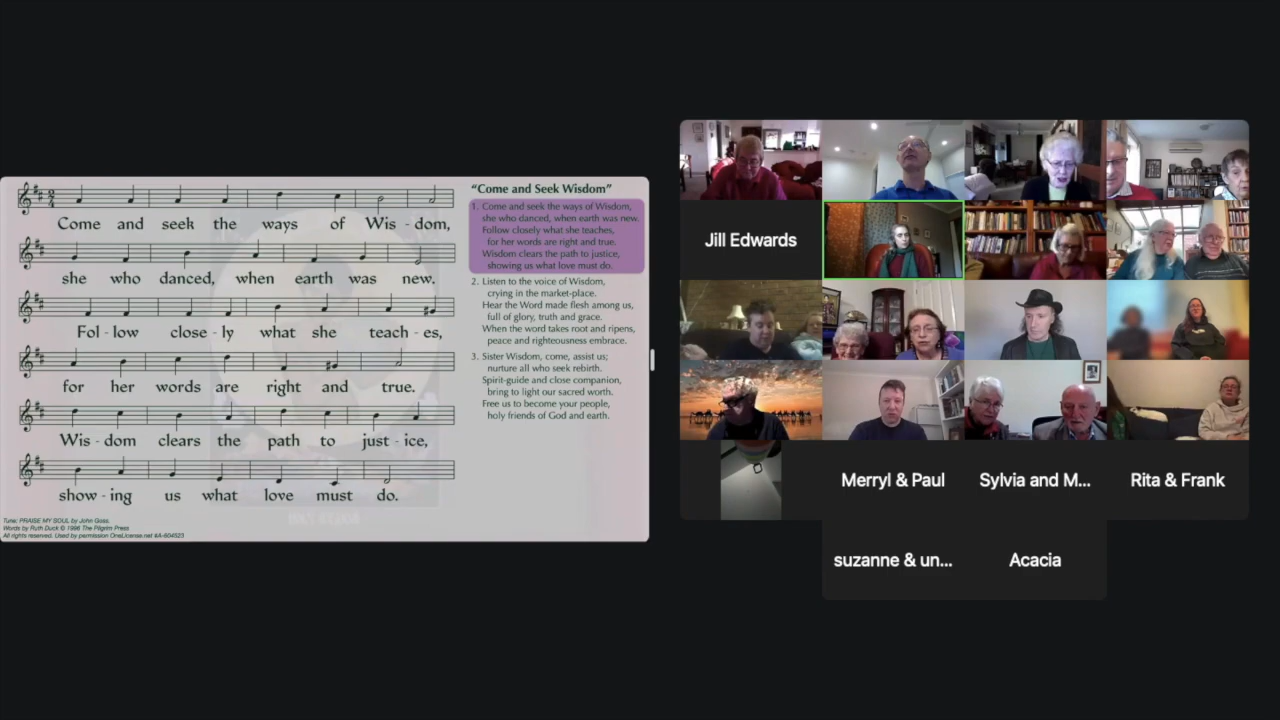 Come and seek the ways of Wis - dom,
she who danced, when earth was new.
Fol - low close - ly what she teach - es,
for her words are right and true.
Wis - dom clears the path to just - ice,
show - ing us what love must do.
Tune: PRAISE MY SOUL by John Goss.
Words by Ruth Duck © 1996 The Pilgrim Press
All rights reserved. Used by permission OneLicense.net #A-604523
“Come and Seek Wisdom”
1. Come and seek the ways of Wisdom,
she who danced, when earth was new.
Follow closely what she teaches,
for her words are right and true.
Wisdom clears the path to justice,
showing us what love must do.
2. Listen to the voice of Wisdom,
crying in the market-place.
Hear the Word made flesh among us,
full of glory, truth and grace.
When the word takes root and ripens,
peace and righteousness embrace.
3. Sister Wisdom, come, assist us;
nurture all who seek rebirth.
Spirit-guide and close companion,
bring to light our sacred worth.
Free us to become your people,
holy friends of God and earth.
Jill Edwards
Merryl & Paul
Sylvia and M...
Rita & Frank
suzanne & un...
Acacia